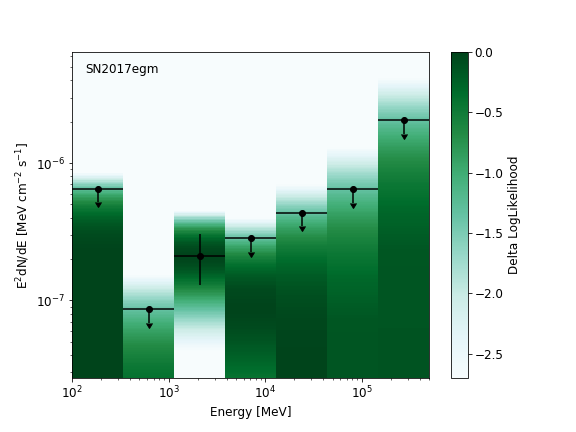 SN2017egm
E²dN/dE [MeV cm⁻² s⁻¹]
10⁻⁶
10⁻⁷
10² 10³ 10⁴ 10⁵
Energy [MeV]
0.0
−0.5
−1.0
−1.5
−2.0
−2.5
Delta LogLikelihood